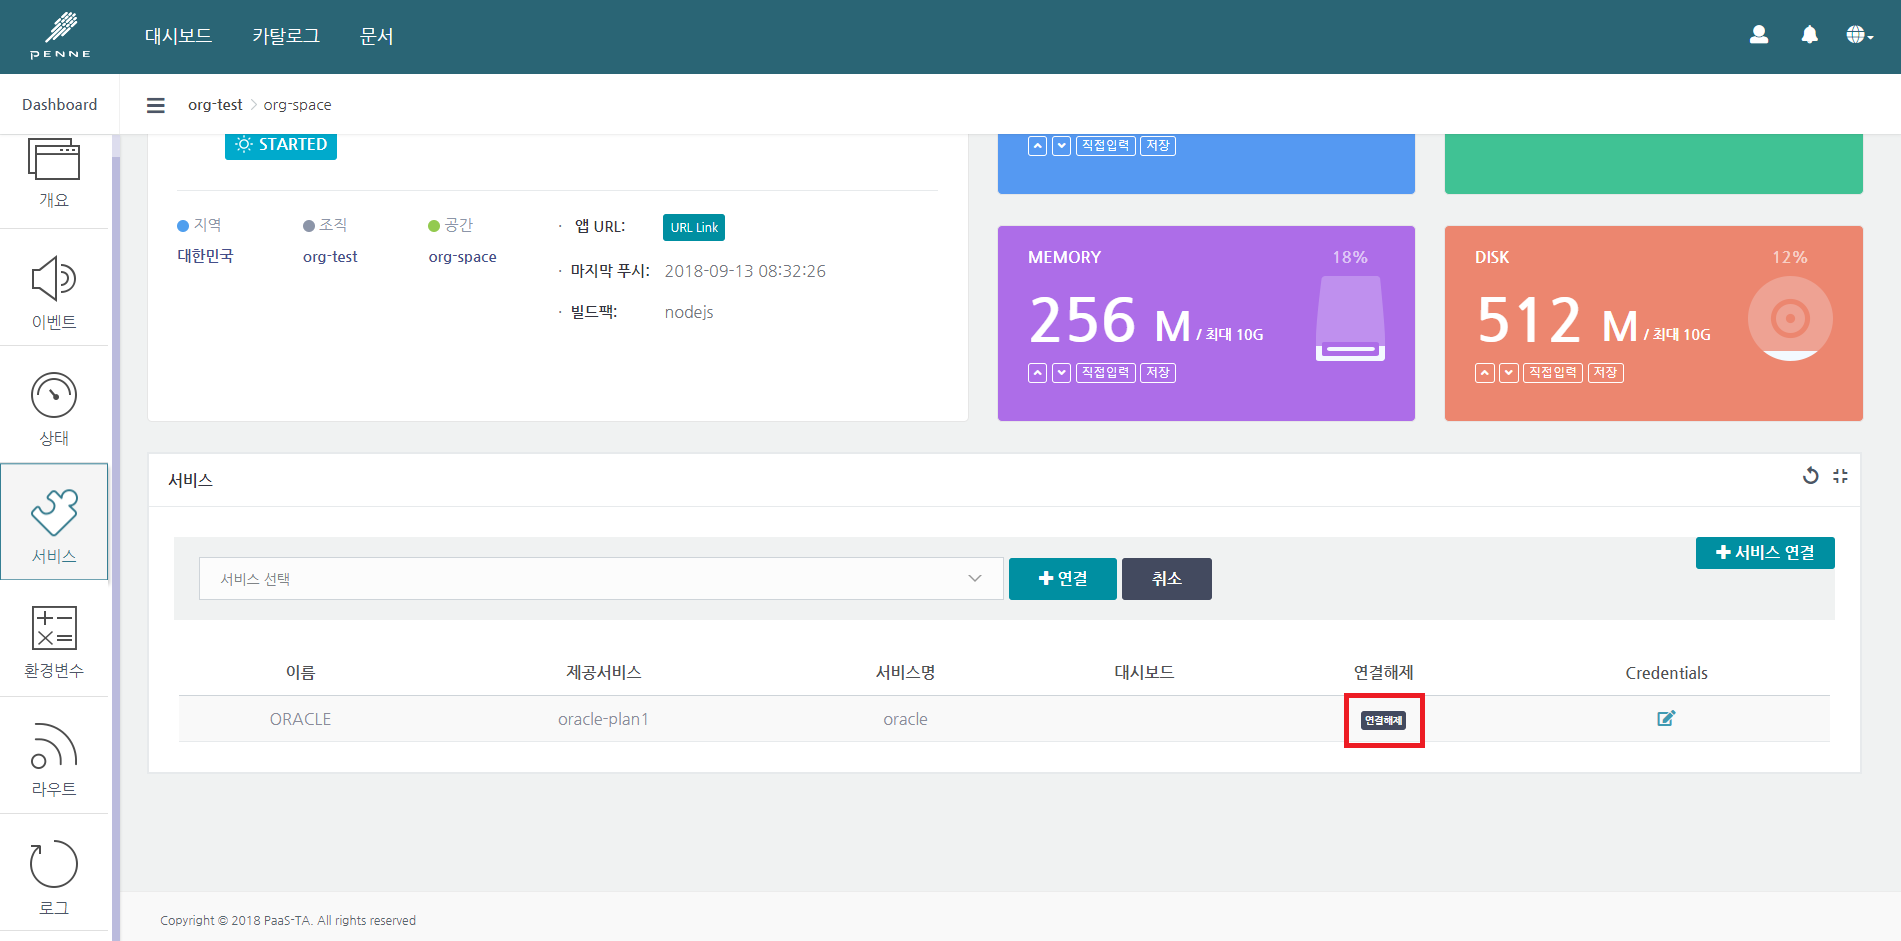 PENNE
대시보드 카탈로그 문서
Dashboard
org-test > org-space
개요
이벤트
상태
서비스
환경변수
라우트
로그
STARTED
지역 조직 공간
대한민국 org-test org-space
· 앱 URL: URL Link
· 마지막 푸시: 2018-09-13 08:32:26
· 빌드팩: nodejs
직접입력 저장
MEMORY 18%
256 M / 최대 10G
직접입력 저장
DISK 12%
512 M / 최대 10G
직접입력 저장
서비스
서비스 연결
서비스 선택 연결 취소
이름 제공서비스 서비스명 대시보드 연결해제 Credentials
ORACLE oracle-plan1 oracle 연결해제
Copyright © 2018 PaaS-TA. All rights reserved